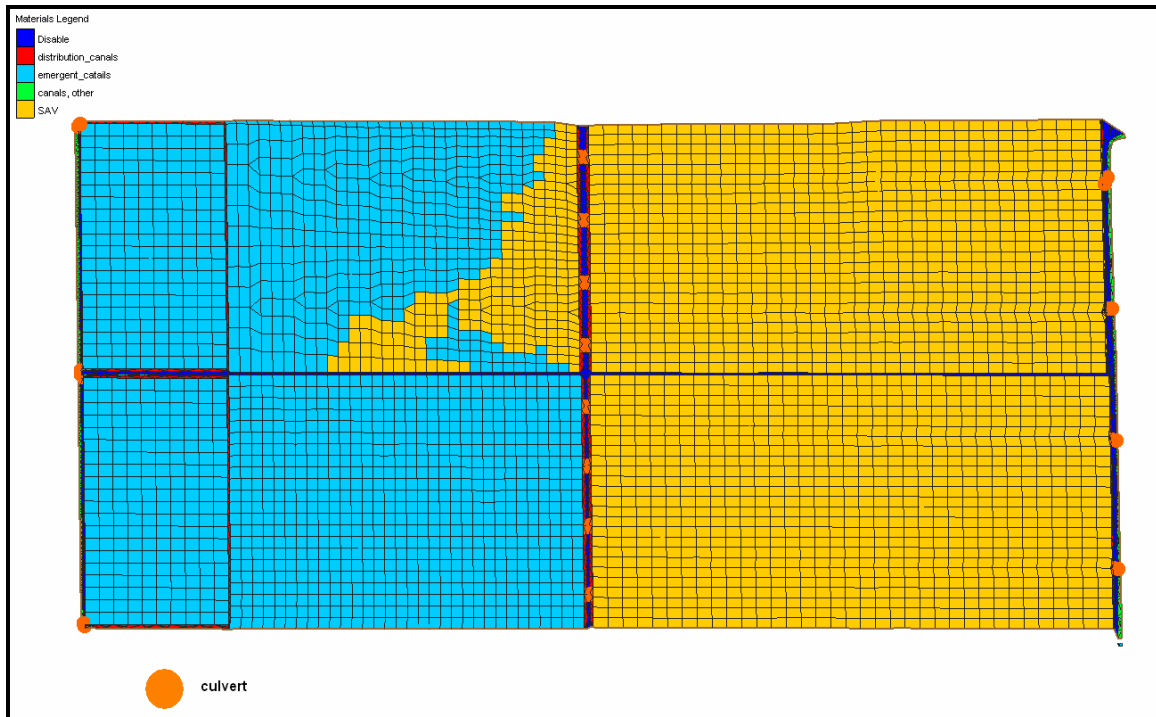 Materials Legend
Disable
distribution_canals
emergent_catails
canals, other
SAV
culvert